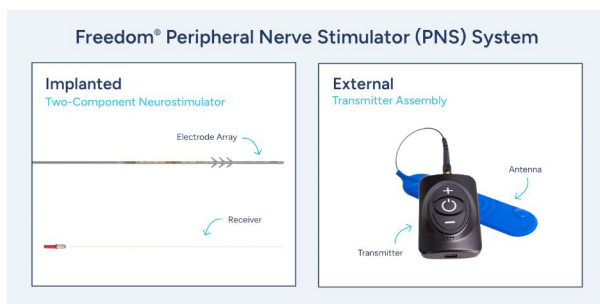 Freedom® Peripheral Nerve Stimulator (PNS) System
Implanted
Two-Component Neurostimulator
Electrode Array
Receiver
External
Transmitter Assembly
Antenna
Transmitter